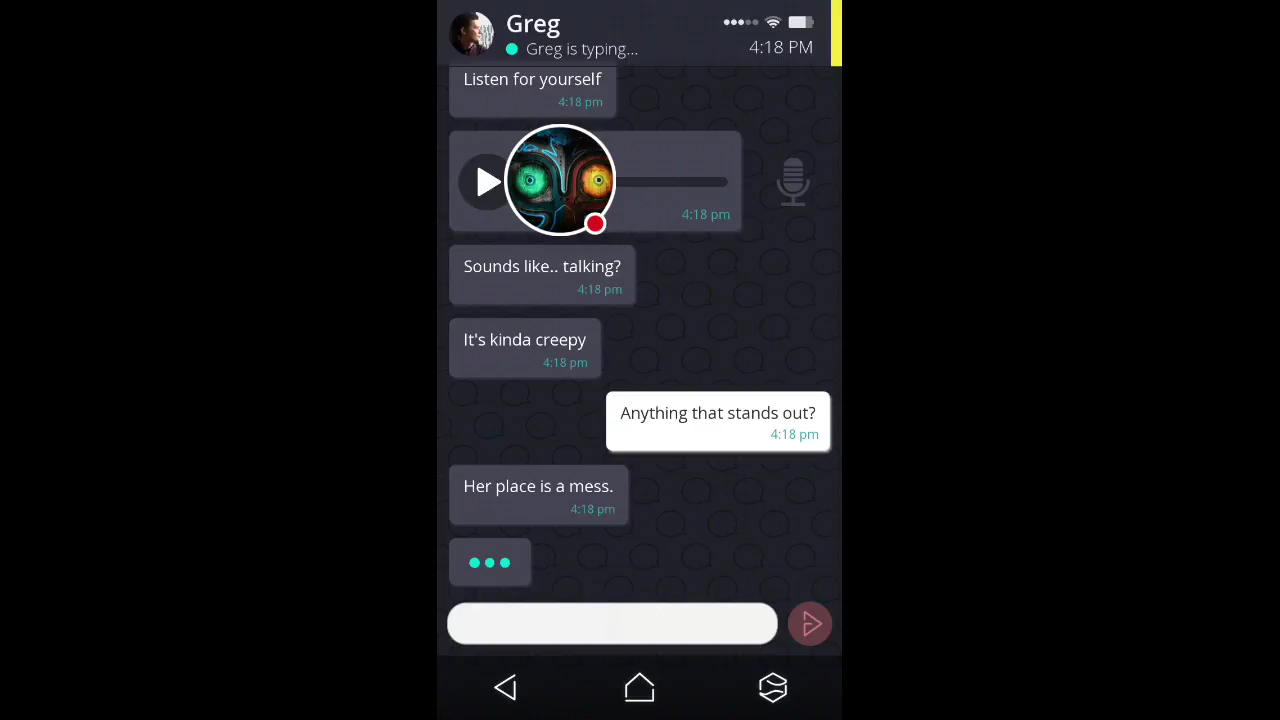 Greg
Greg is typing...
4:18 PM
Listen for yourself
4:18 pm
4:18 pm
Sounds like.. talking?
4:18 pm
It's kinda creepy
4:18 pm
Anything that stands out?
4:18 pm
Her place is a mess.
4:18 pm